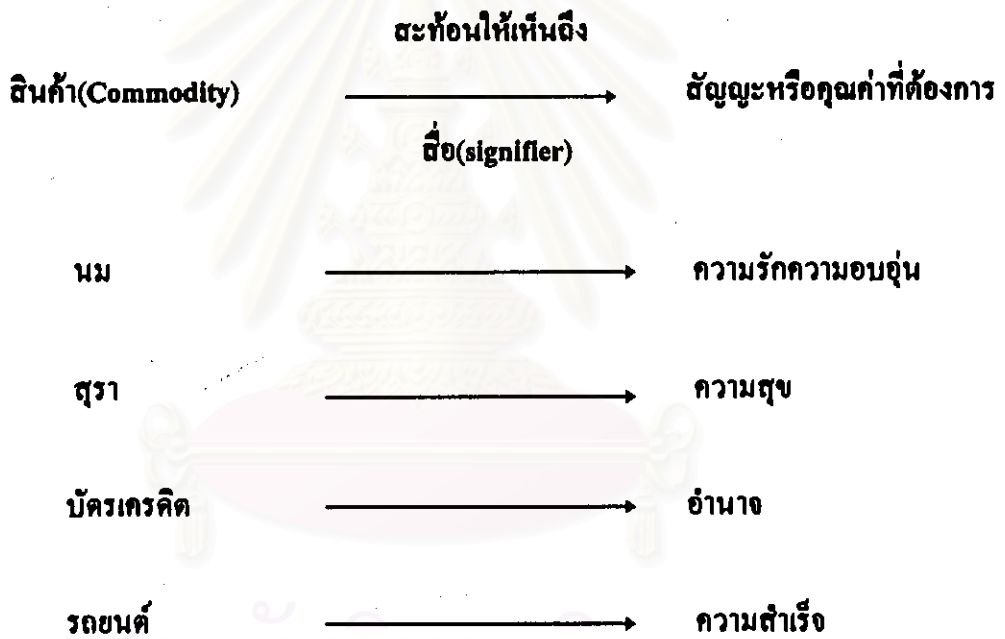 สะท้อนให้เห็นถึง
สินค้า(Commodity) สัญญะหรือคุณค่าที่ต้องการ
สื่อ(signifier)
นม ความรักความอบอุ่น
สุรา ความสุข
บัตรเครดิต อำนาจ
รถยนต์ ความสำเร็จ